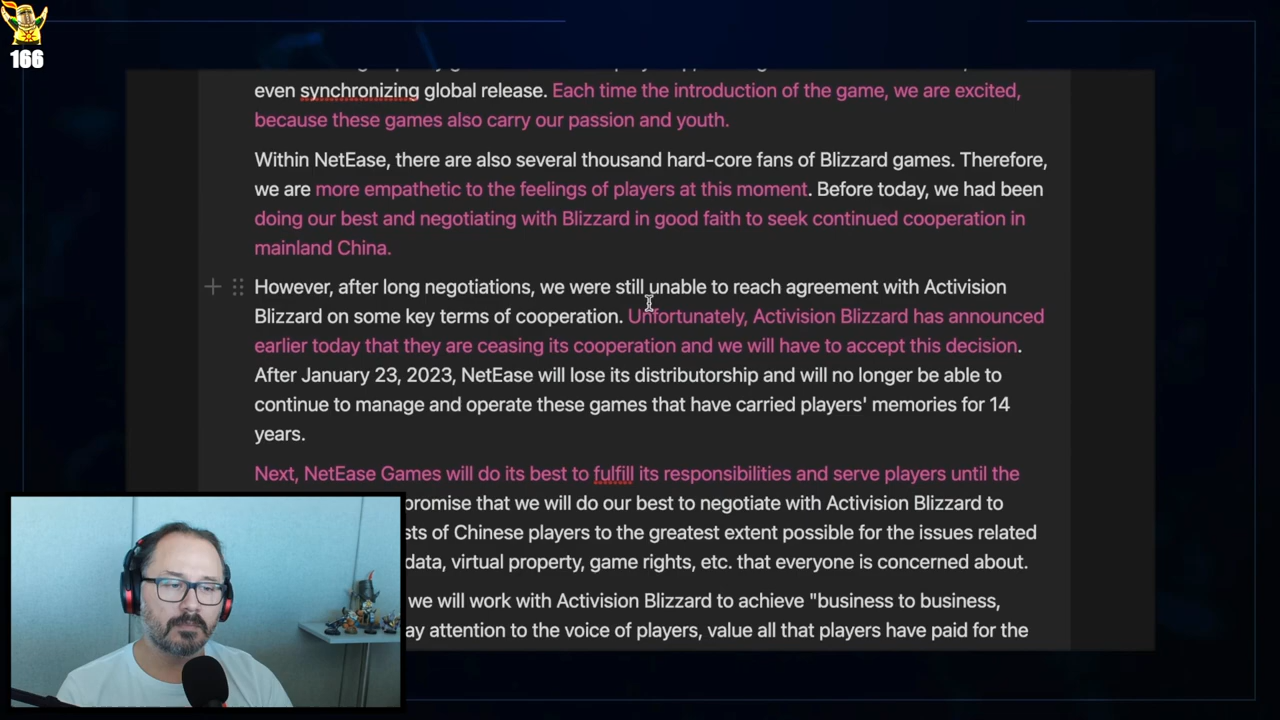 166
even synchronizing global release. Each time the introduction of the game, we are excited,
because these games also carry our passion and youth.
Within NetEase, there are also several thousand hard-core fans of Blizzard games. Therefore,
we are more empathetic to the feelings of players at this moment. Before today, we had been
doing our best and negotiating with Blizzard in good faith to seek continued cooperation in
mainland China.
However, after long negotiations, we were still unable to reach agreement with Activision
Blizzard on some key terms of cooperation. Unfortunately, Activision Blizzard has announced
earlier today that they are ceasing its cooperation and we will have to accept this decision.
After January 23, 2023, NetEase will lose its distributorship and will no longer be able to
continue to manage and operate these games that have carried players' memories for 14
years.
Next, NetEase Games will do its best to fulfill its responsibilities and serve players until the
promise that we will do our best to negotiate with Activision Blizzard to
of Chinese players to the greatest extent possible for the issues related
data, virtual property, game rights, etc. that everyone is concerned about.
we will work with Activision Blizzard to achieve "business to business,
attention to the voice of players, value all that players have paid for the